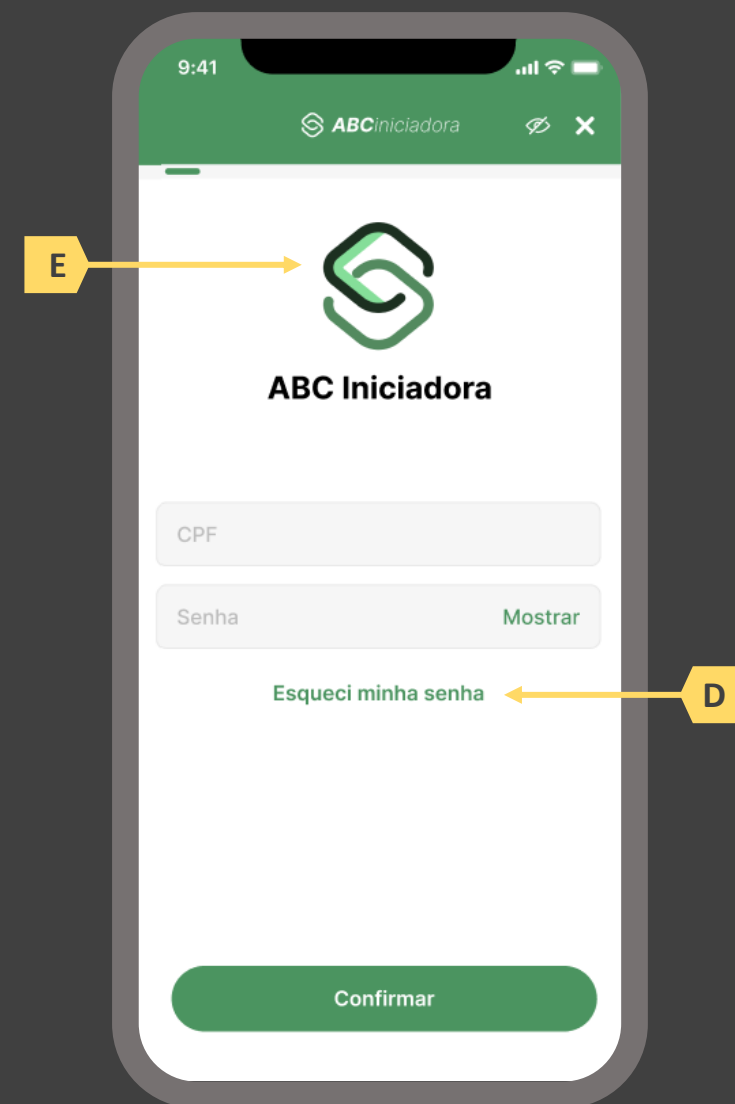 9:41
ABCiniciadora
E
ABC Iniciadora
CPF
Senha Mostrar
Esqueci minha senha
D
Confirmar